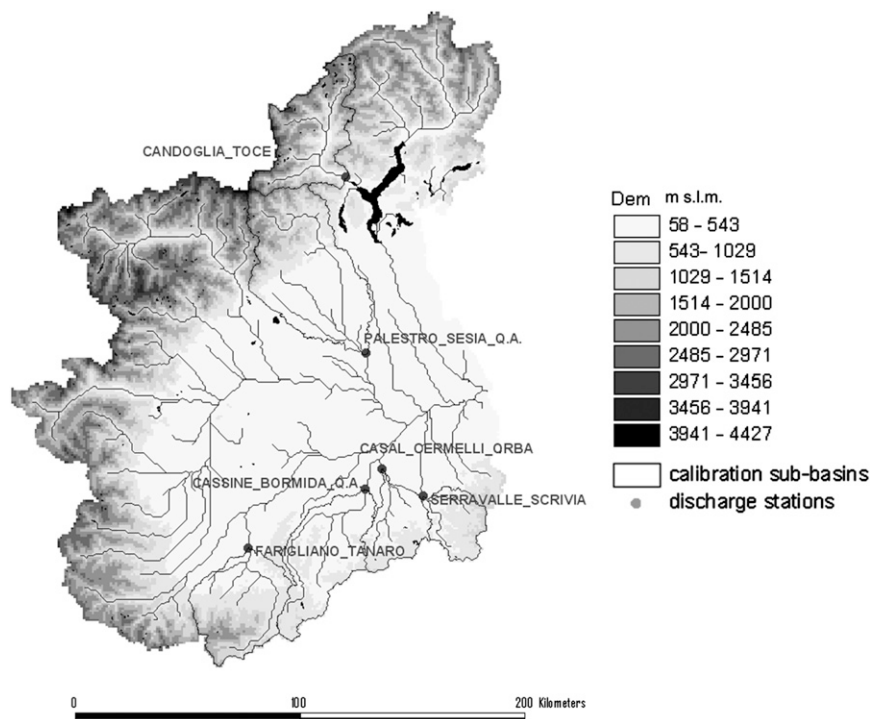 CANDOGLIA_TOCE
PALESTRO_SESIA_Q.A.
CASAL_CERMELLI_ORBA
CASSINE_BORMIDA_Q.A
SERRAVALLE_SCRIVIA
FARIGLIANO_TANARO
Dem m s.l.m.
58 - 543
543- 1029
1029 - 1514
1514 - 2000
2000 - 2485
2485 - 2971
2971 - 3456
3456 - 3941
3941 - 4427
calibration sub-basins
discharge stations
0 100 200 Kilometers